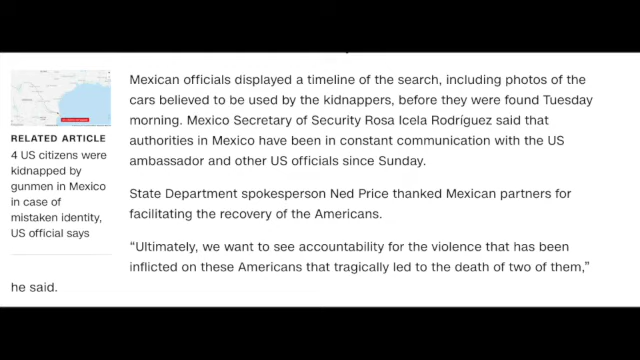 Mexican officials displayed a timeline of the search, including photos of the
cars believed to be used by the kidnappers, before they were found Tuesday
morning. Mexico Secretary of Security Rosa Icela Rodríguez said that
authorities in Mexico have been in constant communication with the US
ambassador and other US officials since Sunday.
RELATED ARTICLE
4 US citizens were
kidnapped by
gunmen in Mexico
in case of
mistaken identity,
US official says
State Department spokesperson Ned Price thanked Mexican partners for
facilitating the recovery of the Americans.
“Ultimately, we want to see accountability for the violence that has been
inflicted on these Americans that tragically led to the death of two of them,”
he said.